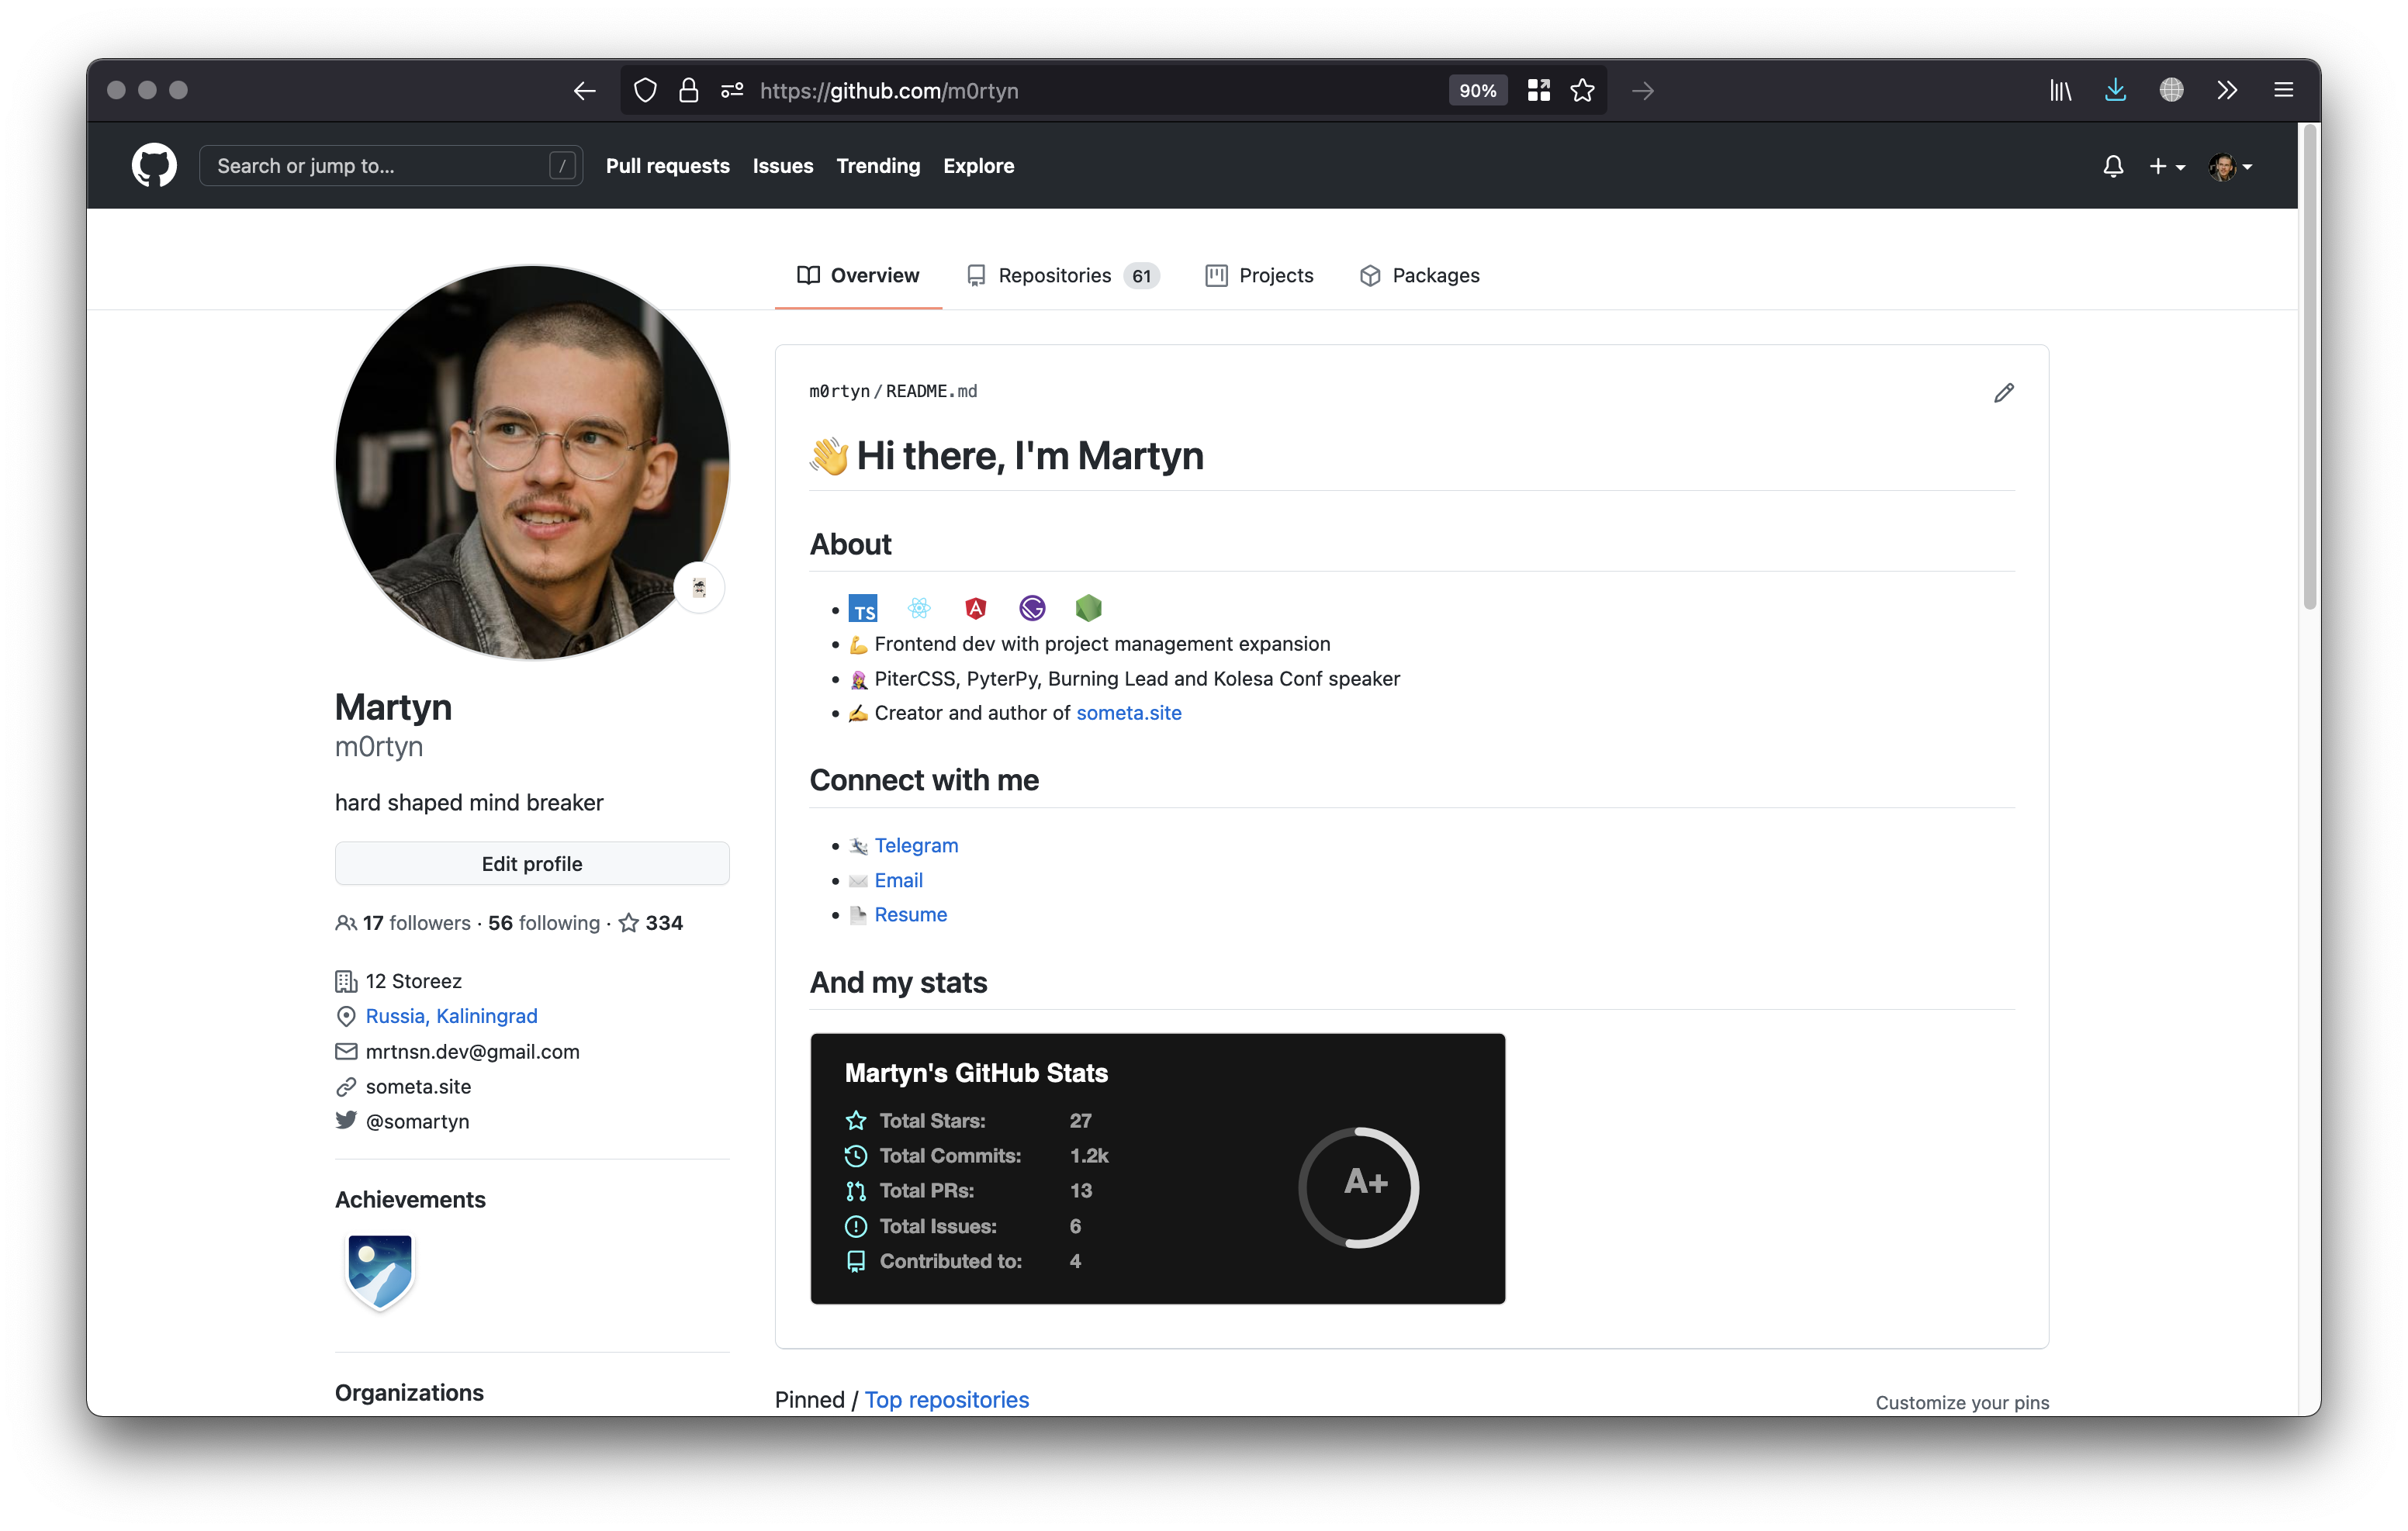 https://github.com/m0rtyn
90%
Search or jump to...
/
Pull requests
Issues
Trending
Explore
Overview
Repositories 61
Projects
Packages
Martyn
m0rtyn
hard shaped mind breaker
Edit profile
17 followers · 56 following · 334
12 Storeez
Russia, Kaliningrad
mrtnsn.dev@gmail.com
someta.site
@somartyn
Achievements
Organizations
m0rtyn/README.md
👋 Hi there, I'm Martyn
About
TS
Frontend dev with project management expansion
PiterCSS, PyterPy, Burning Lead and Kolesa Conf speaker
Creator and author of someta.site
Connect with me
Telegram
Email
Resume
And my stats
Martyn's GitHub Stats
Total Stars: 27
Total Commits: 1.2k
Total PRs: 13
Total Issues: 6
Contributed to: 4
A+
Pinned / Top repositories
Customize your pins